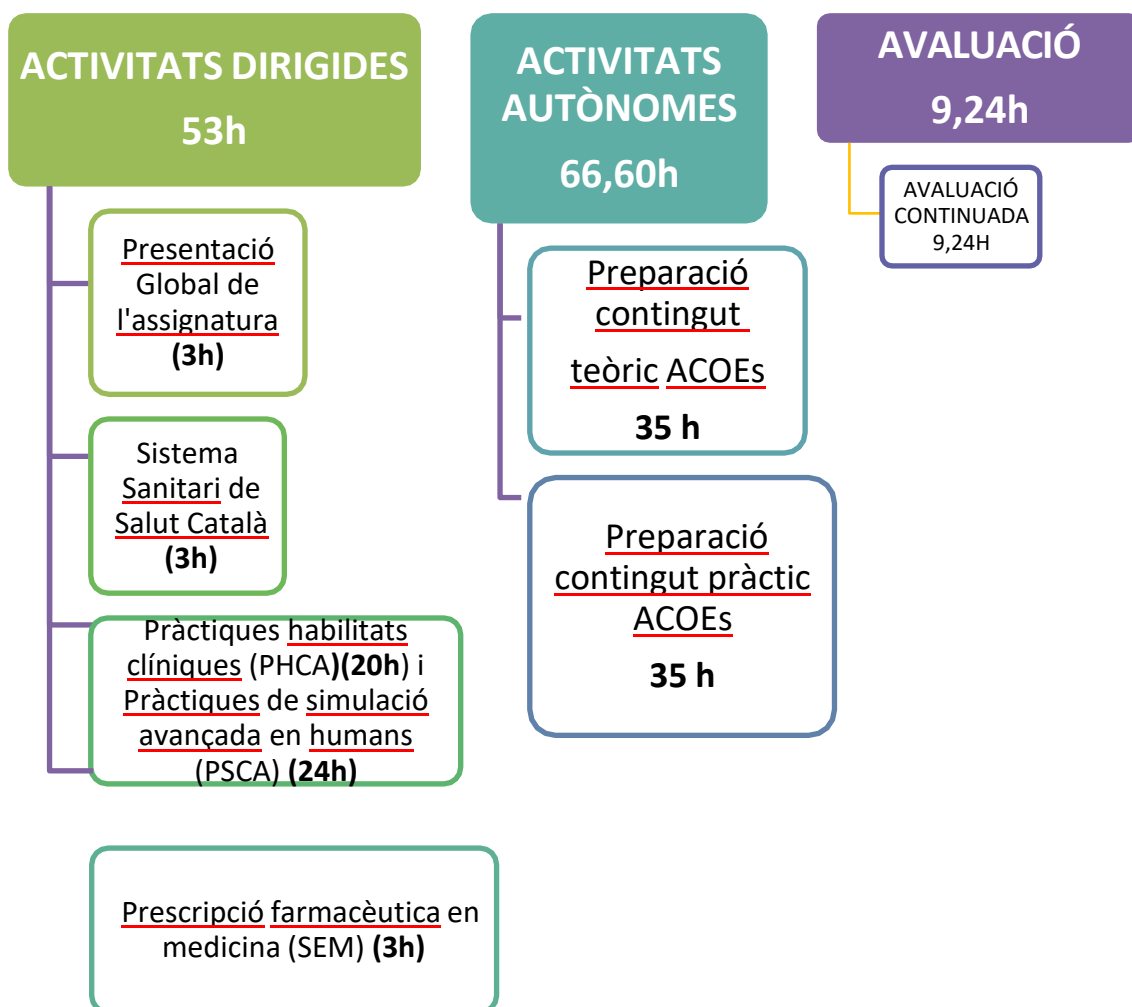 ACTIVITATS DIRIGIDES
53h
Presentació
Global de
l'assignatura
(3h)
Sistema
Sanitari de
Salut Català
(3h)
Pràctiques habilitats
clíniques (PHCA)(20h) i
Pràctiques de simulació
avançada en humans
(PSCA) (24h)
Prescripció farmacèutica en
medicina (SEM) (3h)
ACTIVITATS
AUTÒNOMES
66,60h
Preparació
contingut
teòric ACOEs
35 h
Preparació
contingut pràctic
ACOEs
35 h
AVALUACIÓ
9,24h
AVALUACIÓ
CONTINUADA
9,24H